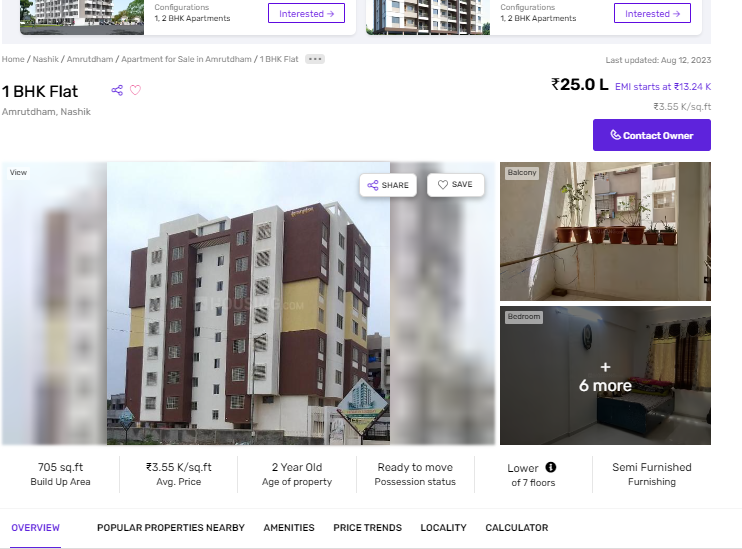 Configurations
1, 2 BHK Apartments
Interested →
Configurations
1, 2 BHK Apartments
Interested →
Home / Nashik / Amrutdham / Apartment for Sale in Amrutdham / 1 BHK Flat •••
Last updated: Aug 12, 2023
1 BHK Flat
₹25.0 L EMI starts at ₹13.24 K
Amrutdham, Nashik
₹3.55 K/sq.ft
Contact Owner
View
SHARE
SAVE
Balcony
HOUSING.COM
Bedroom
+
6 more
705 sq.ft
Build Up Area
₹3.55 K/sq.ft
Avg. Price
2 Year Old
Age of property
Ready to move
Possession status
Lower
of 7 floors
Semi Furnished
Furnishing
OVERVIEW
POPULAR PROPERTIES NEARBY
AMENITIES
PRICE TRENDS
LOCALITY
CALCULATOR